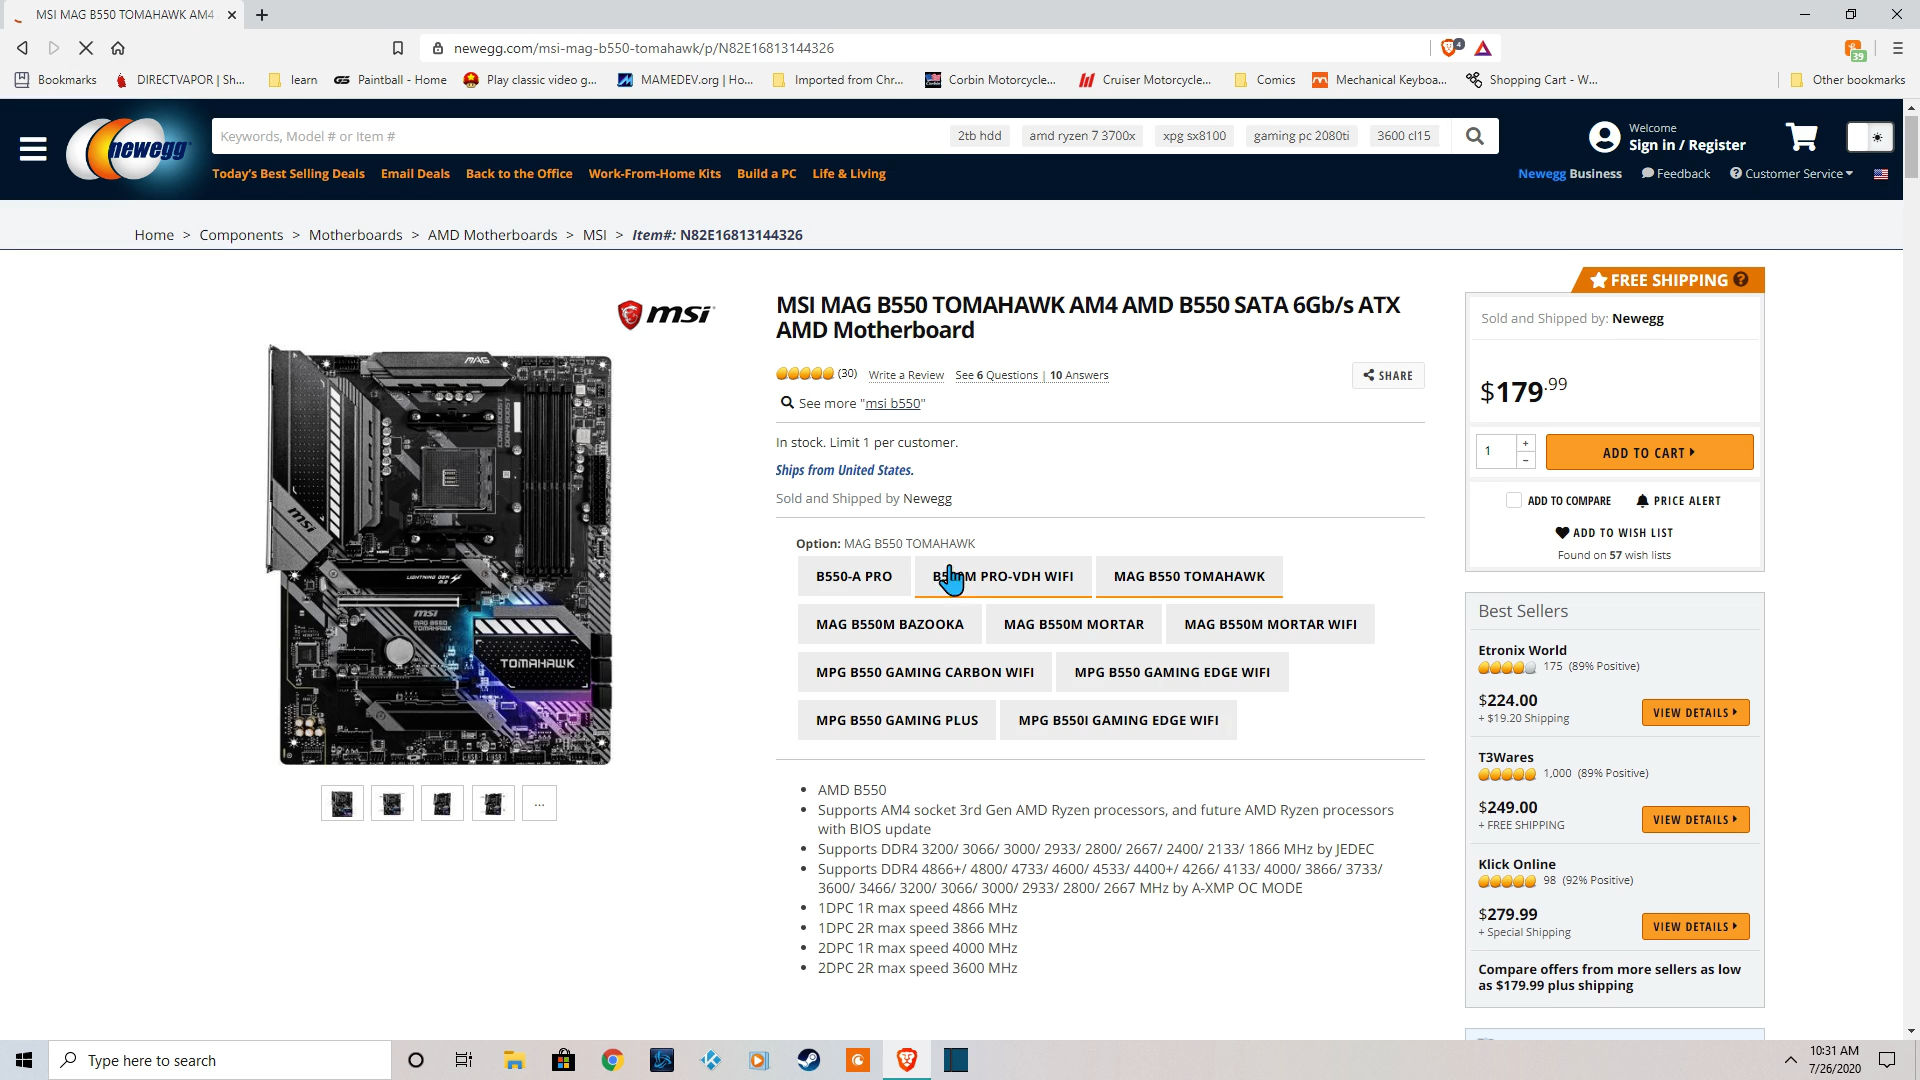 MSI MAG B550 TOMAHAWK AM4
newegg.com/msi-mag-b550-tomahawk/p/N82E16813144326
4
39
Bookmarks
DIRECTVAPOR | Sh...
learn
Paintball - Home
Play classic video g...
MAMEDEV.org | Ho...
Imported from Chr...
Corbin Motorcycle...
Cruiser Motorcycle...
Comics
Mechanical Keyboa...
Shopping Cart - W...
Other bookmarks
newegg
Keywords, Model # or Item #
2tb hdd
amd ryzen 7 3700x
xpg sx8100
gaming pc 2080ti
3600 cl15
Welcome
Sign in / Register
Today's Best Selling Deals
Email Deals
Back to the Office
Work-From-Home Kits
Build a PC
Life & Living
Newegg Business
Feedback
Customer Service
Home > Components > Motherboards > AMD Motherboards > MSI > Item#: N82E16813144326
msi
MAG
msi
LIGHTNING GEN 4
msi
MAG B550
TOMAHAWK
TOMAHAWK
...
MSI MAG B550 TOMAHAWK AM4 AMD B550 SATA 6Gb/s ATX
AMD Motherboard
(30) Write a Review See 6 Questions | 10 Answers
SHARE
See more "msi b550"
In stock. Limit 1 per customer.
Ships from United States.
Sold and Shipped by Newegg
Option: MAG B550 TOMAHAWK
B550-A PRO
PRO-VDH WIFI
MAG B550 TOMAHAWK
MAG B550M BAZOOKA
MAG B550M MORTAR
MAG B550M MORTAR WIFI
MPG B550 GAMING CARBON WIFI
MPG B550 GAMING EDGE WIFI
MPG B550 GAMING PLUS
MPG B550I GAMING EDGE WIFI
• AMD B550
• Supports AM4 socket 3rd Gen AMD Ryzen processors, and future AMD Ryzen processors
with BIOS update
• Supports DDR4 3200/ 3066/ 3000/ 2933/ 2800/ 2667/ 2400/ 2133/ 1866 MHz by JEDEC
• Supports DDR4 4866+/ 4800/ 4733/ 4600/ 4533/ 4400+/ 4266/ 4133/ 4000/ 3866/ 3733/
3600/ 3466/ 3200/ 3066/ 3000/ 2933/ 2800/ 2667 MHz by A-XMP OC MODE
• 1DPC 1R max speed 4866 MHz
• 1DPC 2R max speed 3866 MHz
• 2DPC 1R max speed 4000 MHz
• 2DPC 2R max speed 3600 MHz
FREE SHIPPING ?
Sold and Shipped by: Newegg
$179.99
1 + -
ADD TO CART
ADD TO COMPARE
PRICE ALERT
ADD TO WISH LIST
Found on 57 wish lists
Best Sellers
Etronix World
175 (89% Positive)
$224.00
+ $19.20 Shipping
VIEW DETAILS
T3Wares
1,000 (89% Positive)
$249.00
+ FREE SHIPPING
VIEW DETAILS
Klick Online
98 (92% Positive)
$279.99
+ Special Shipping
VIEW DETAILS
Compare offers from more sellers as low
as $179.99 plus shipping
Type here to search
10:31 AM
7/26/2020